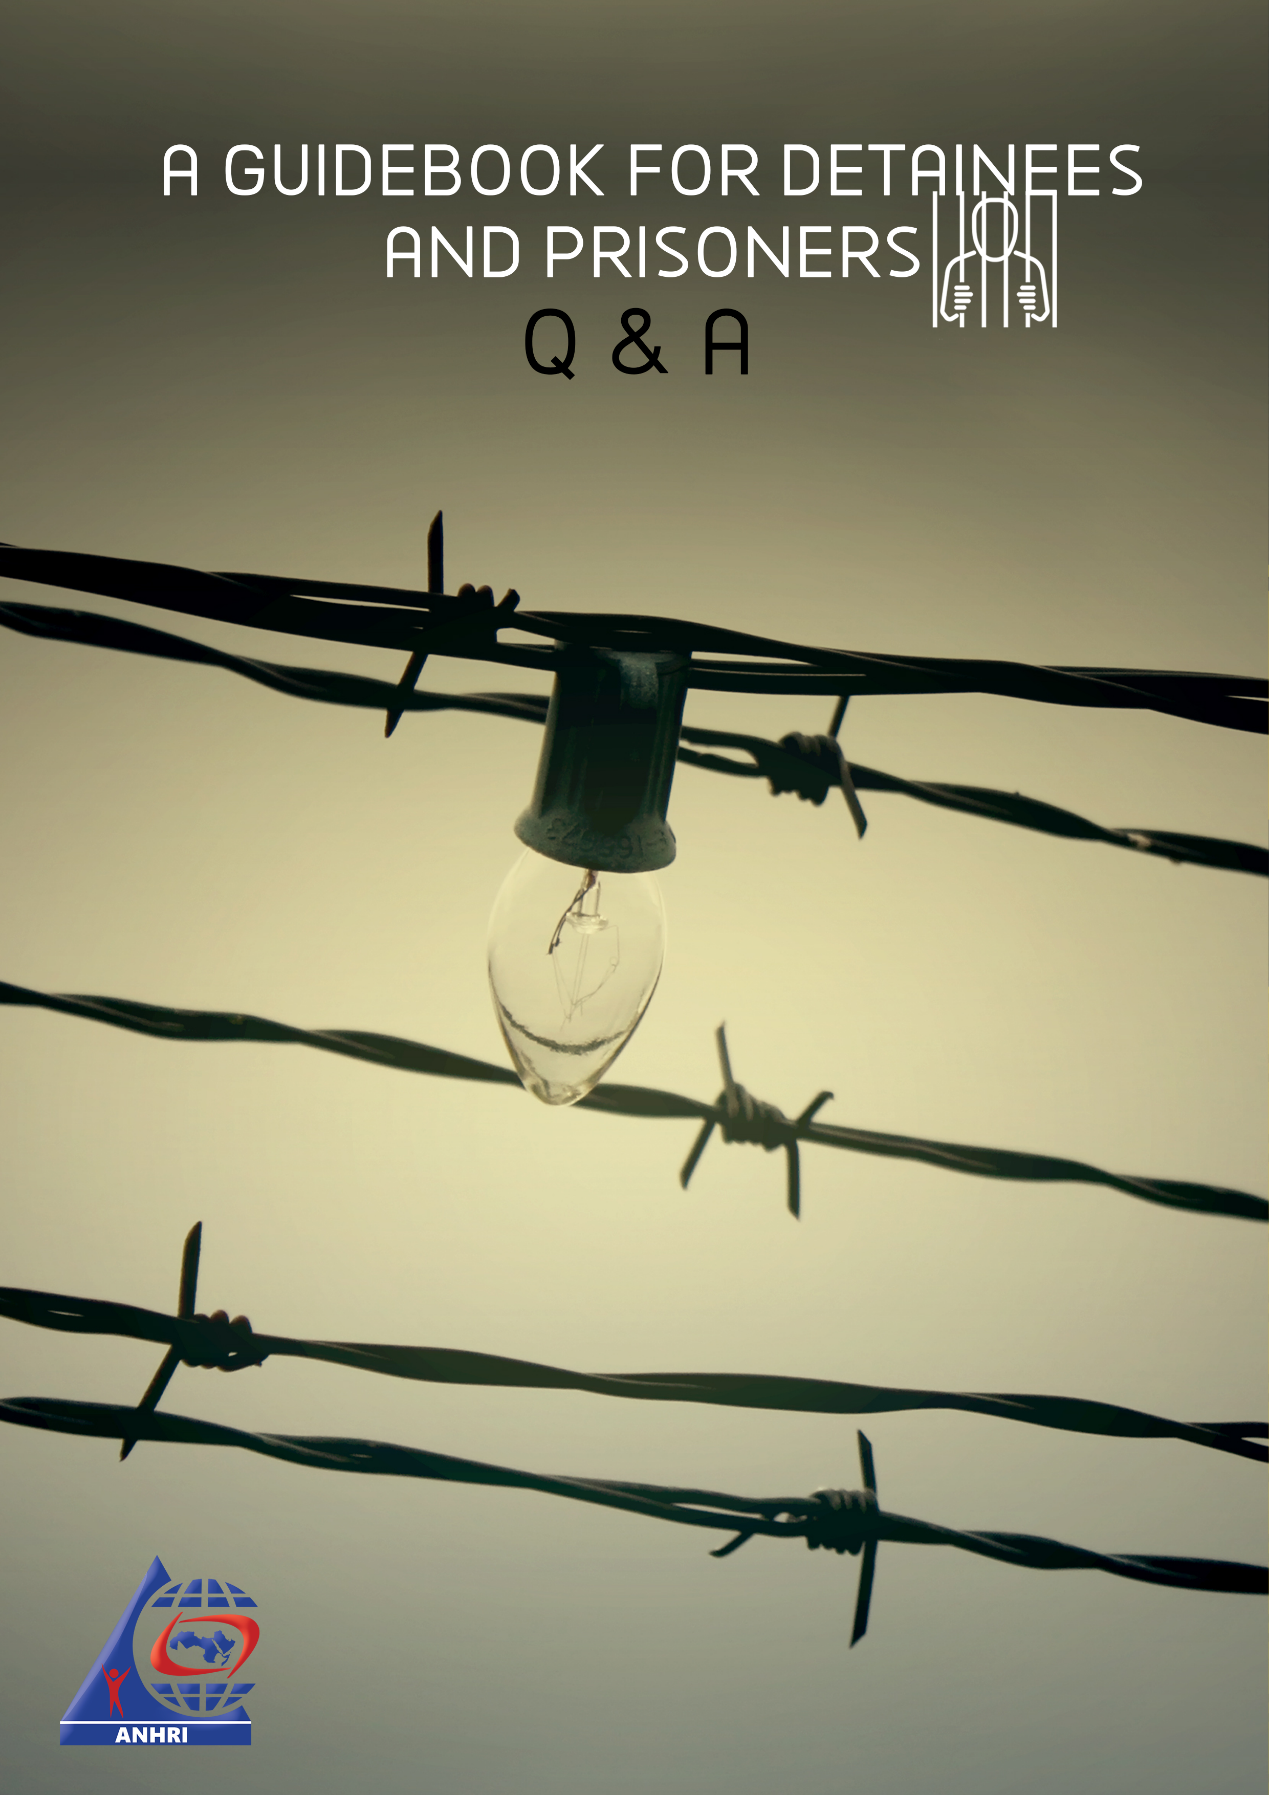 A GUIDEBOOK FOR DETAINEES
AND PRISONERS
Q & A
ANHRI